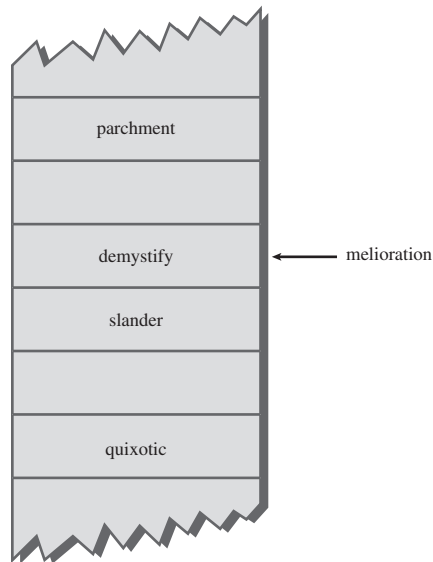 parchment
demystify
melioration
slander
quixotic